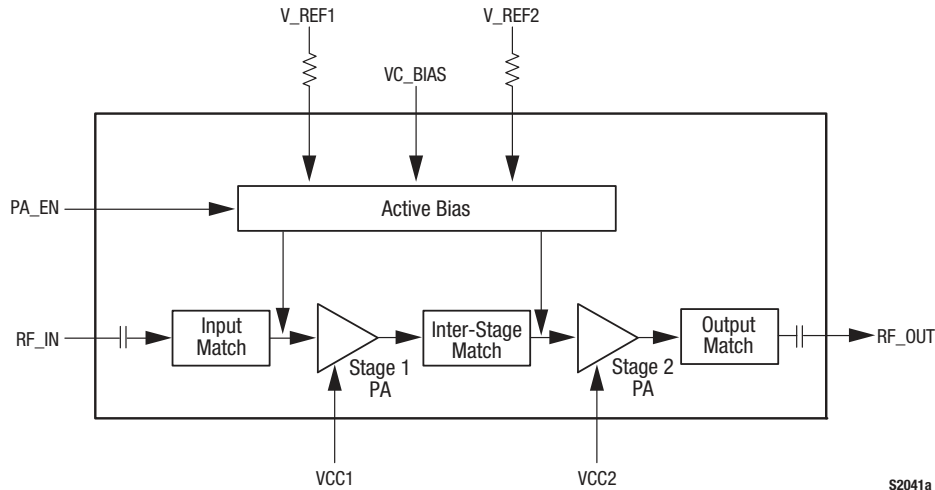 V_REF1
V_REF2
VC_BIAS
PA_EN
Active Bias
RF_IN
Input
Match
Stage 1
PA
Inter-Stage
Match
Stage 2
PA
Output
Match
RF_OUT
VCC1
VCC2
S2041a